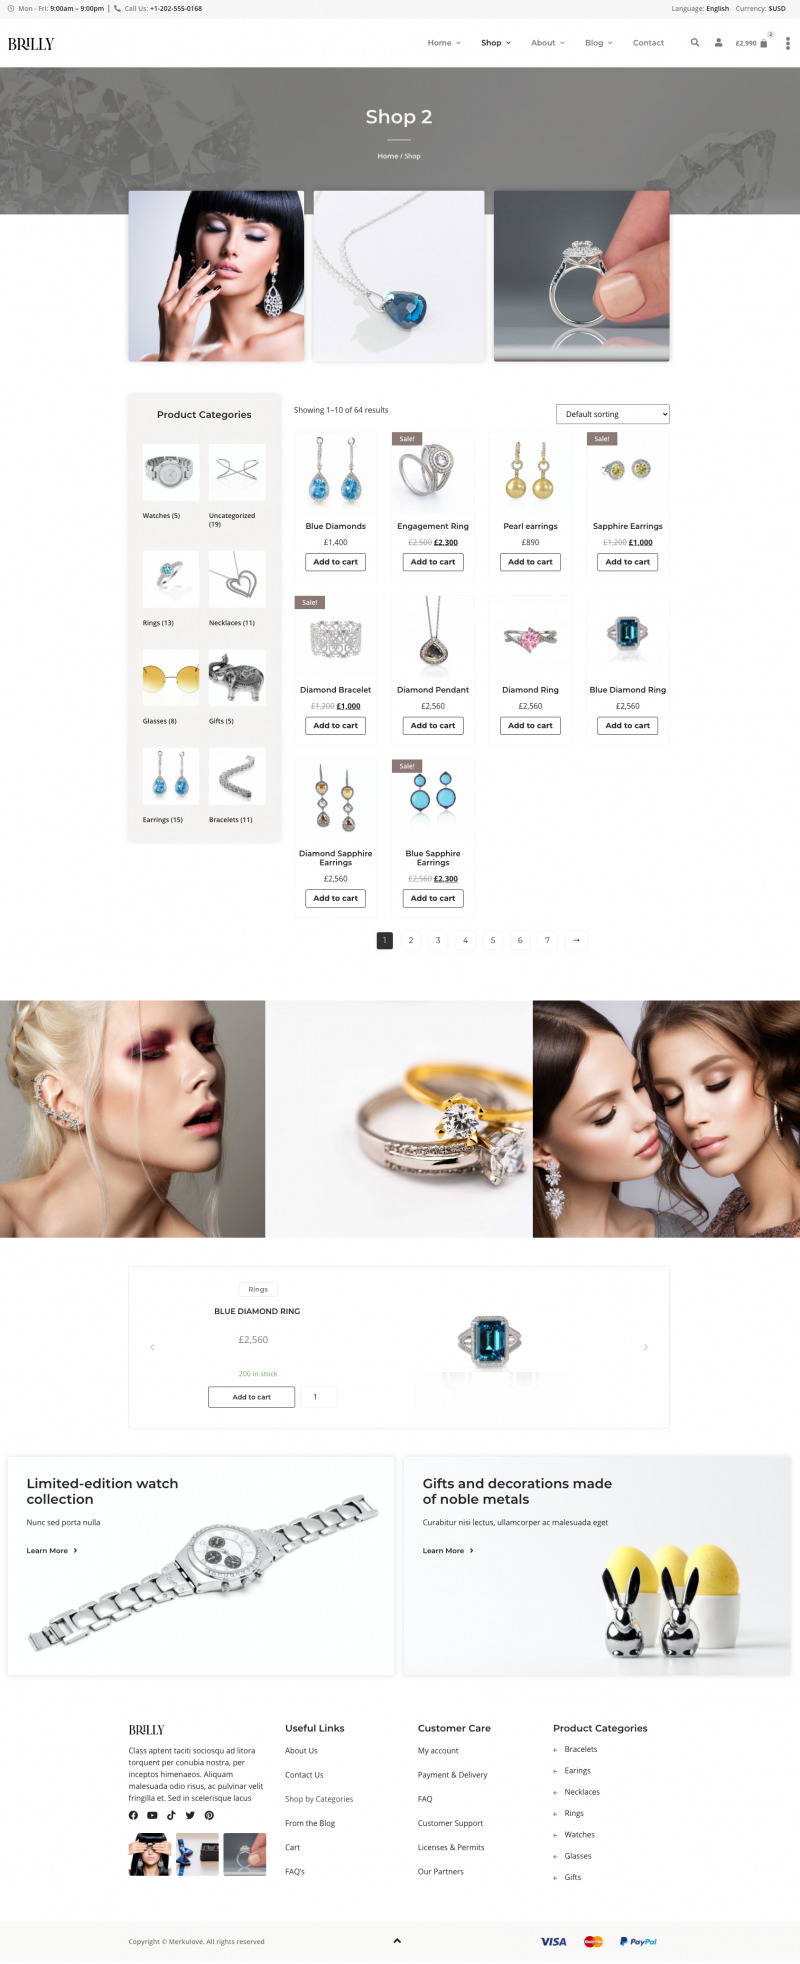 Mon - Fri: 9:00am – 9:00pm | Call Us: +1-202-555-0168
Language: English Currency: $USD
BRILLY
Home Shop About Blog Contact
£2,990 2
Shop 2
Home / Shop
Product Categories
Watches (5)
Uncategorized (19)
Rings (13)
Necklaces (11)
Glasses (8)
Gifts (5)
Earrings (15)
Bracelets (11)
Showing 1–10 of 64 results
Default sorting
Blue Diamonds
£1,400
Add to cart
Sale!
Engagement Ring
£2,500 £2,300
Add to cart
Pearl earrings
£890
Add to cart
Sale!
Sapphire Earrings
£1,200 £1,000
Add to cart
Sale!
Diamond Bracelet
£1,200 £1,000
Add to cart
Diamond Pendant
£2,560
Add to cart
Diamond Ring
£2,560
Add to cart
Blue Diamond Ring
£2,560
Add to cart
Diamond Sapphire
Earrings
£2,560
Add to cart
Sale!
Blue Sapphire
Earrings
£2,560 £2,300
Add to cart
1 2 3 4 5 6 7 →
Rings
BLUE DIAMOND RING
£2,560
200 in stock
Add to cart
1
Limited-edition watch
collection
Nunc sed porta nulla
Learn More
Gifts and decorations made
of noble metals
Curabitur nisi lectus, ullamcorper ac malesuada eget
Learn More
BRILLY
Class aptent taciti sociosqu ad litora
torquent per conubia nostra, per
inceptos himenaeos. Aliquam
malesuada odio risus, ac pulvinar velit
fringilla et. Sed in scelerisque lacus
Useful Links
About Us
Contact Us
Shop by Categories
From the Blog
Cart
FAQ's
Customer Care
My account
Payment & Delivery
FAQ
Customer Support
Licenses & Permits
Our Partners
Product Categories
Bracelets
Earings
Necklaces
Rings
Watches
Glasses
Gifts
Copyright © Merkulove. All rights reserved
VISA
PayPal